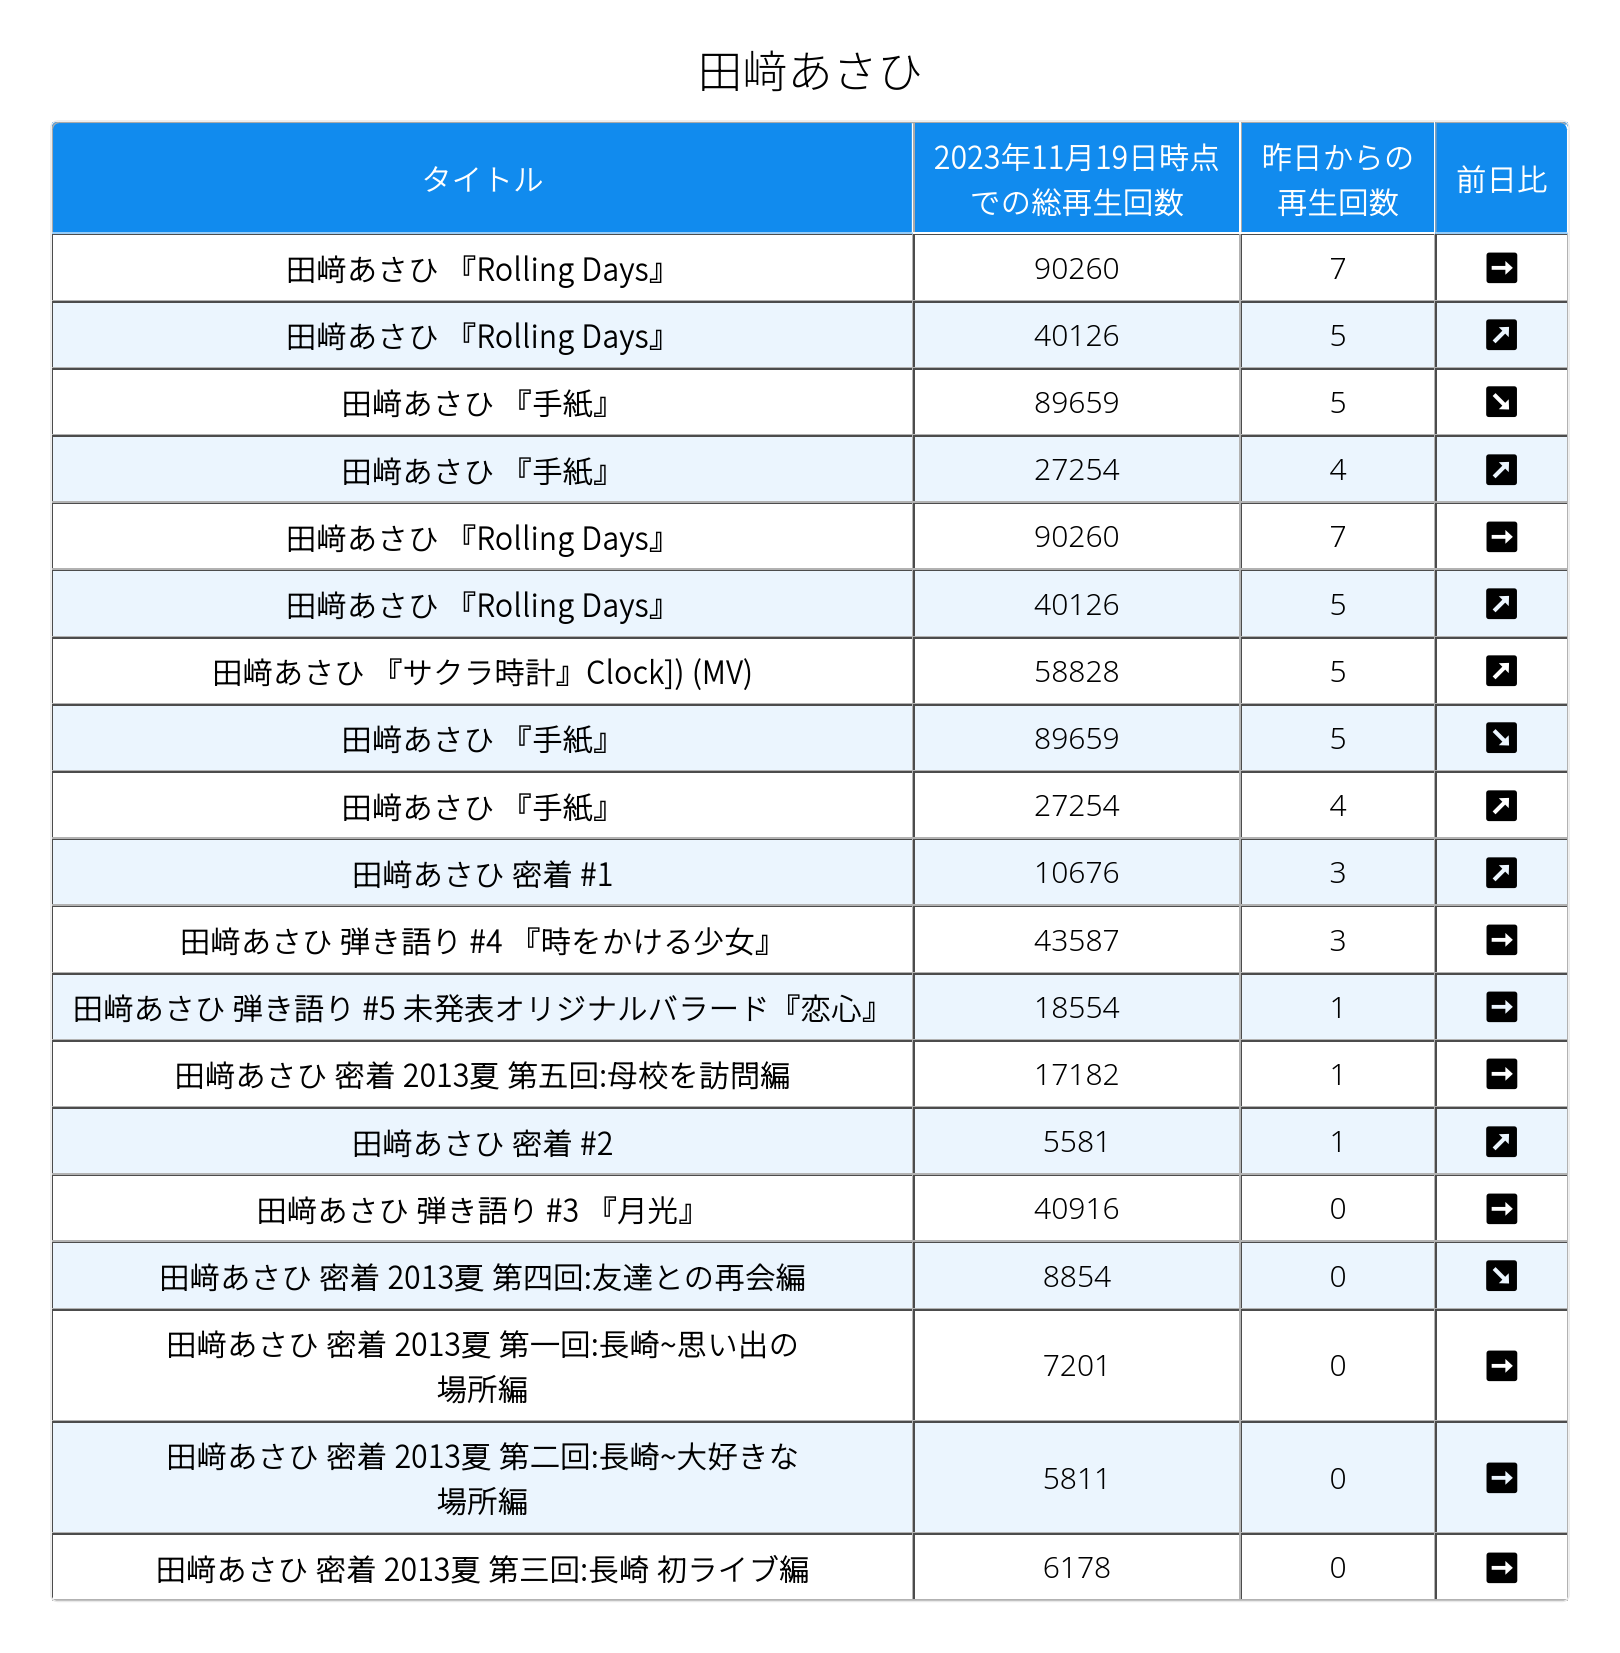 田﨑あさひ
タイトル
2023年11月19日時点
での総再生回数
昨日からの
再生回数
前日比
田﨑あさひ 『Rolling Days』 90260 7 ➡
田﨑あさひ 『Rolling Days』 40126 5 ↗
田﨑あさひ 『手紙』 89659 5 ↘
田﨑あさひ 『手紙』 27254 4 ↗
田﨑あさひ 『Rolling Days』 90260 7 ➡
田﨑あさひ 『Rolling Days』 40126 5 ↗
田﨑あさひ 『サクラ時計』Clock]) (MV) 58828 5 ↗
田﨑あさひ 『手紙』 89659 5 ↘
田﨑あさひ 『手紙』 27254 4 ↗
田﨑あさひ 密着 #1 10676 3 ↗
田﨑あさひ 弾き語り #4 『時をかける少女』 43587 3 ➡
田﨑あさひ 弾き語り #5 未発表オリジナルバラード『恋心』 18554 1 ➡
田﨑あさひ 密着 2013夏 第五回:母校を訪問編 17182 1 ➡
田﨑あさひ 密着 #2 5581 1 ↗
田﨑あさひ 弾き語り #3 『月光』 40916 0 ➡
田﨑あさひ 密着 2013夏 第四回:友達との再会編 8854 0 ↘
田﨑あさひ 密着 2013夏 第一回:長崎~思い出の
場所編 7201 0 ➡
田﨑あさひ 密着 2013夏 第二回:長崎~大好きな
場所編 5811 0 ➡
田﨑あさひ 密着 2013夏 第三回:長崎 初ライブ編 6178 0 ➡